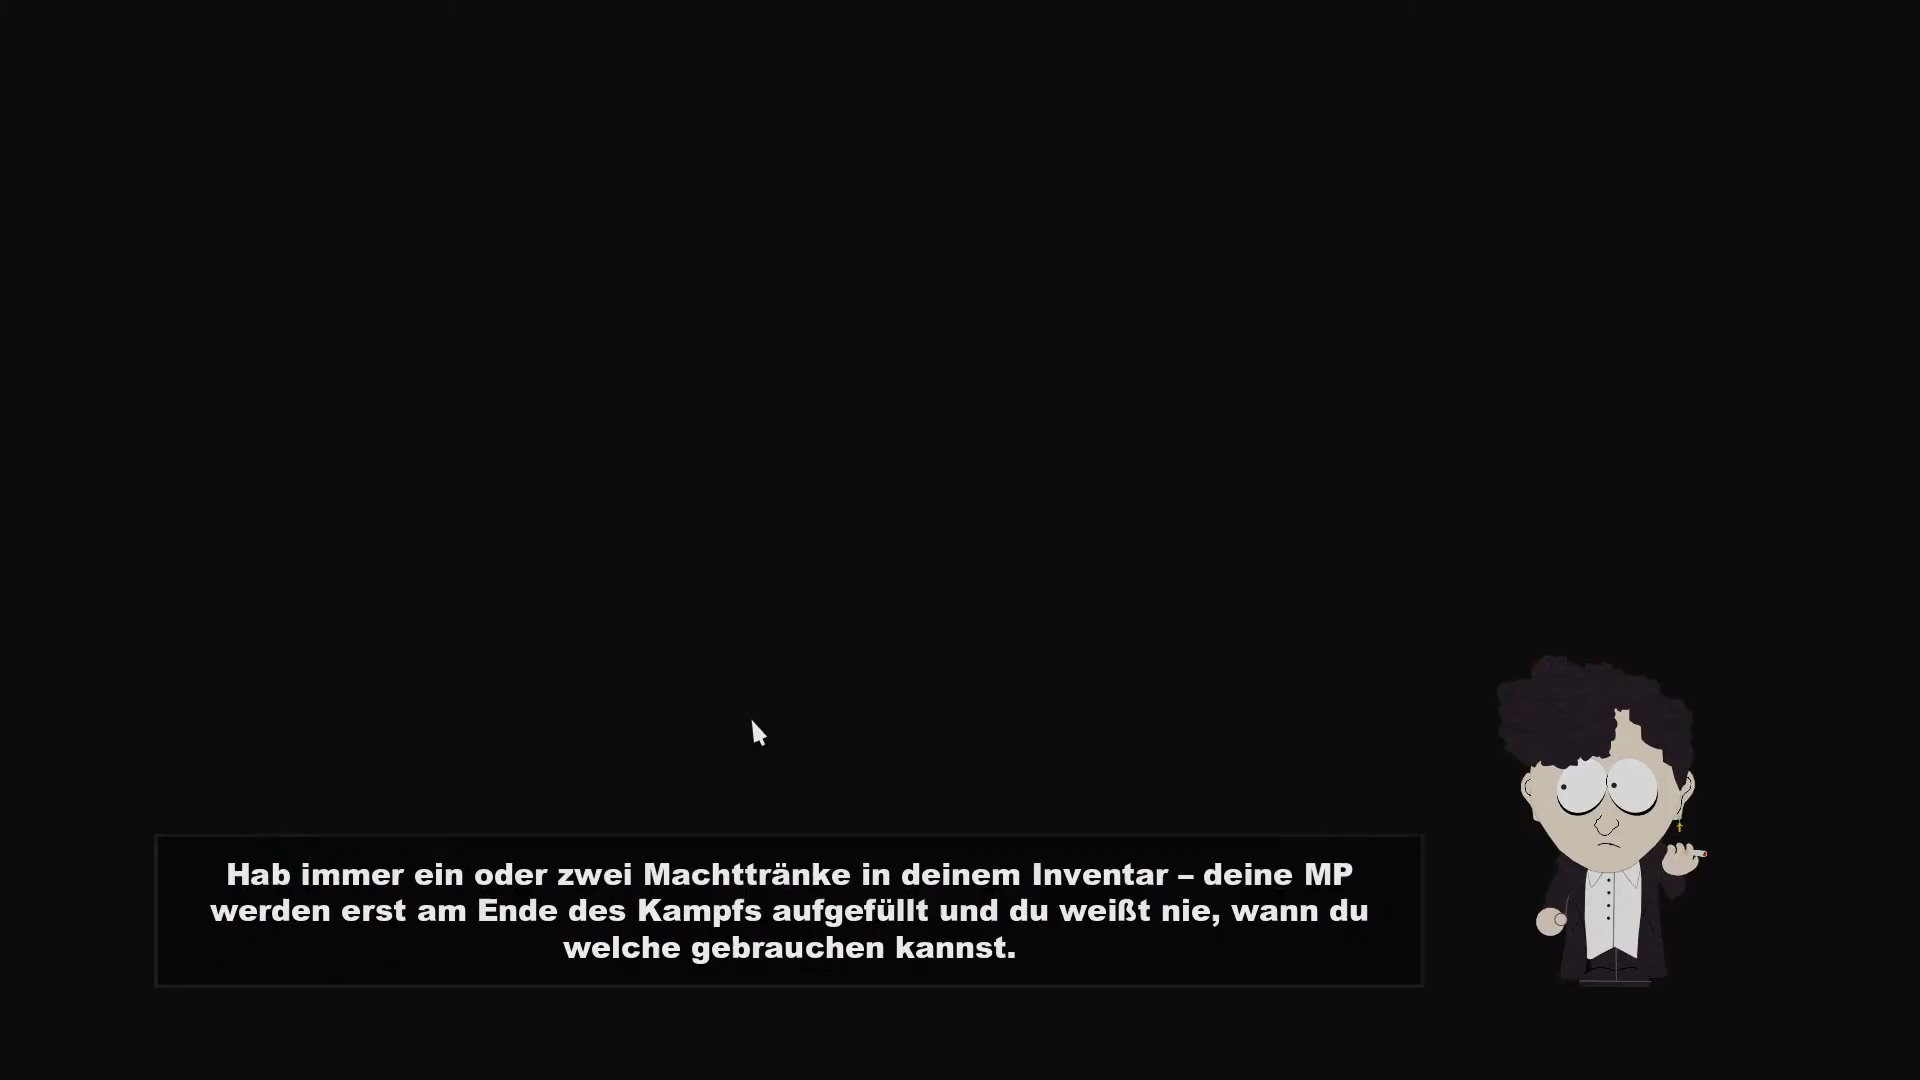 Hab immer ein oder zwei Machttränke in deinem Inventar – deine MP
werden erst am Ende des Kampfs aufgefüllt und du weißt nie, wann du
welche gebrauchen kannst.